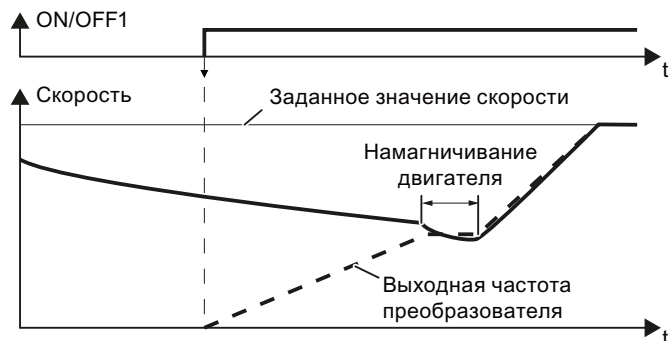 ON/OFF1
t
Скорость
Заданное значение скорости
Намагничивание
двигателя
Выходная частота
преобразователя
t